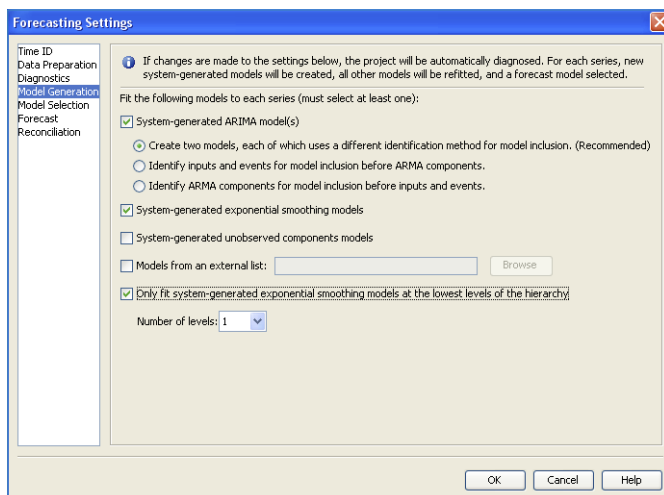 Forecasting Settings
Time ID
Data Preparation
Diagnostics
Model Generation
Model Selection
Forecast
Reconciliation
If changes are made to the settings below, the project will be automatically diagnosed. For each series, new
system-generated models will be created, all other models will be refitted, and a forecast model selected.
Fit the following models to each series (must select at least one):
System-generated ARIMA model(s)
Create two models, each of which uses a different identification method for model inclusion. (Recommended)
Identify inputs and events for model inclusion before ARMA components.
Identify ARMA components for model inclusion before inputs and events.
System-generated exponential smoothing models
System-generated unobserved components models
Models from an external list:
Browse
Only fit system-generated exponential smoothing models at the lowest levels of the hierarchy
Number of levels: 1
OK Cancel Help